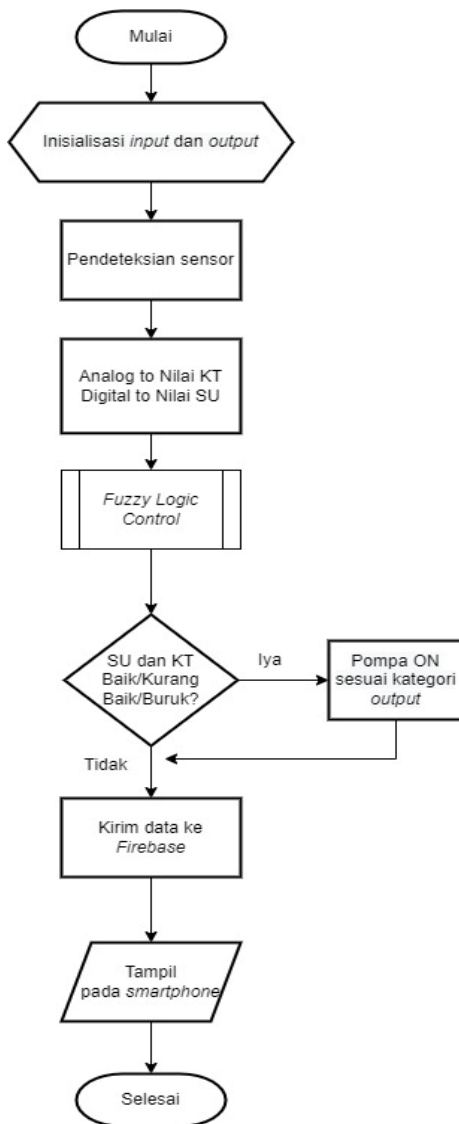 Mulai
Inisialisasi input dan output
Pendeteksian sensor
Analog to Nilai KT
Digital to Nilai SU
Fuzzy Logic
Control
SU dan KT
Baik/Kurang
Baik/Buruk?
Iya
Pompa ON
sesuai kategori
output
Tidak
Kirim data ke
Firebase
Tampil
pada smartphone
Selesai